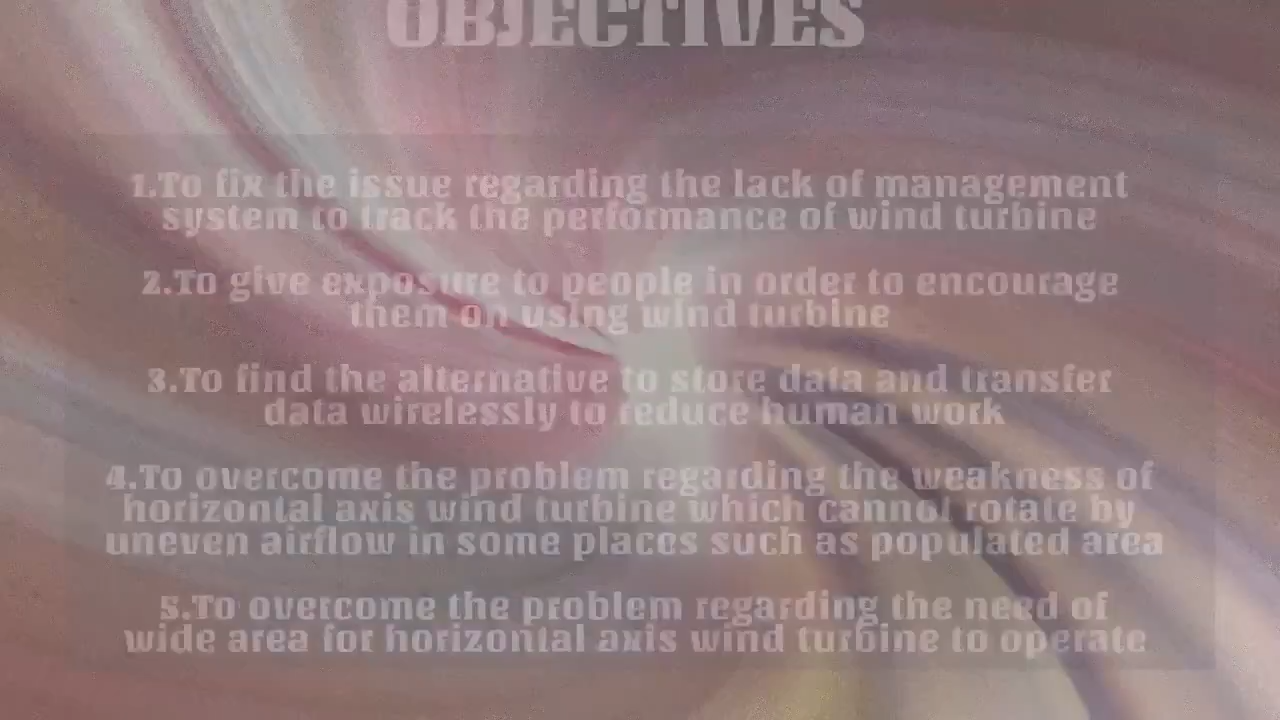 OBJECTIVES
1.To fix the issue regarding the lack of management
system to track the performance of wind turbine
2.To give exposure to people in order to encourage
them on using wind turbine
3.To find the alternative to store data and transfer
data wirelessly to reduce human work
4.To overcome the problem regarding the weakness of
horizontal axis wind turbine which cannot rotate by
uneven airflow in some places such as populated area
5.To overcome the problem regarding the need of
wide area for horizontal axis wind turbine to operate